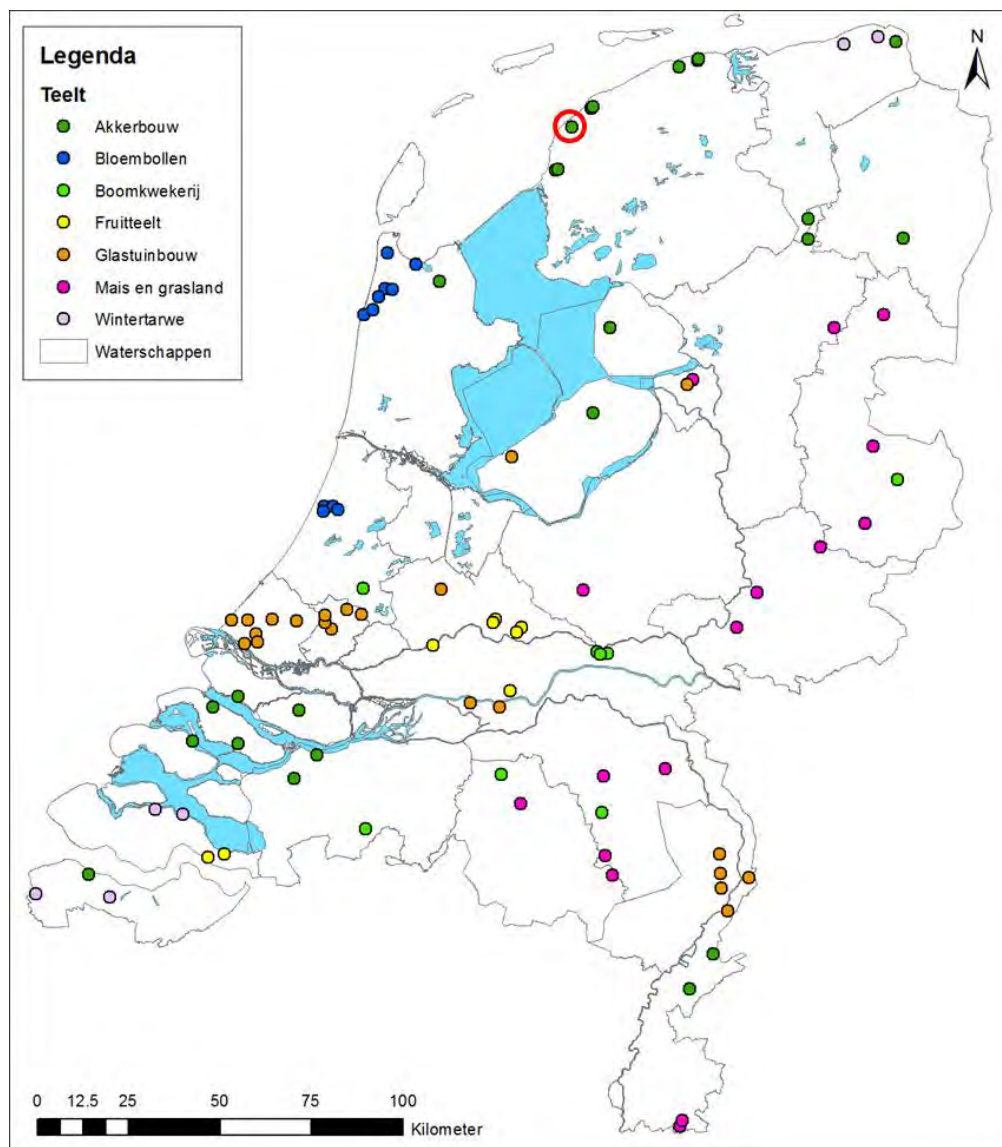 Legenda
Teelt
Akkerbouw
Bloembollen
Boomkwekerij
Fruitteelt
Glastuinbouw
Mais en grasland
Wintertarwe
Waterschappen
N
0 12.5 25 50 75 100
Kilometer